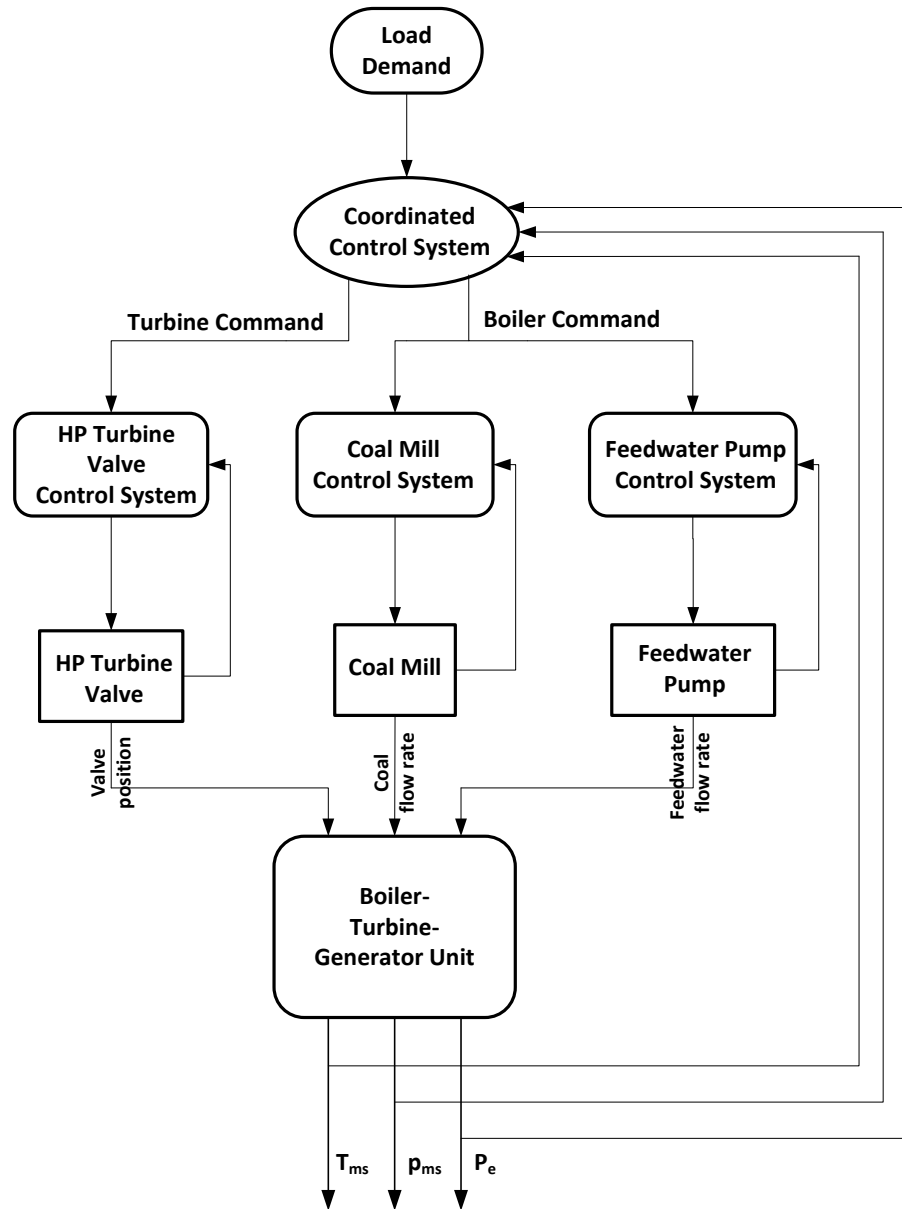 Load
Demand
Coordinated
Control System
Turbine Command
Boiler Command
HP Turbine
Valve
Control System
Coal Mill
Control System
Feedwater Pump
Control System
HP Turbine
Valve
Coal Mill
Feedwater
Pump
Valve
position
Coal
flow rate
Feedwater
flow rate
Boiler-
Turbine-
Generator Unit
Tms
pms
Pe